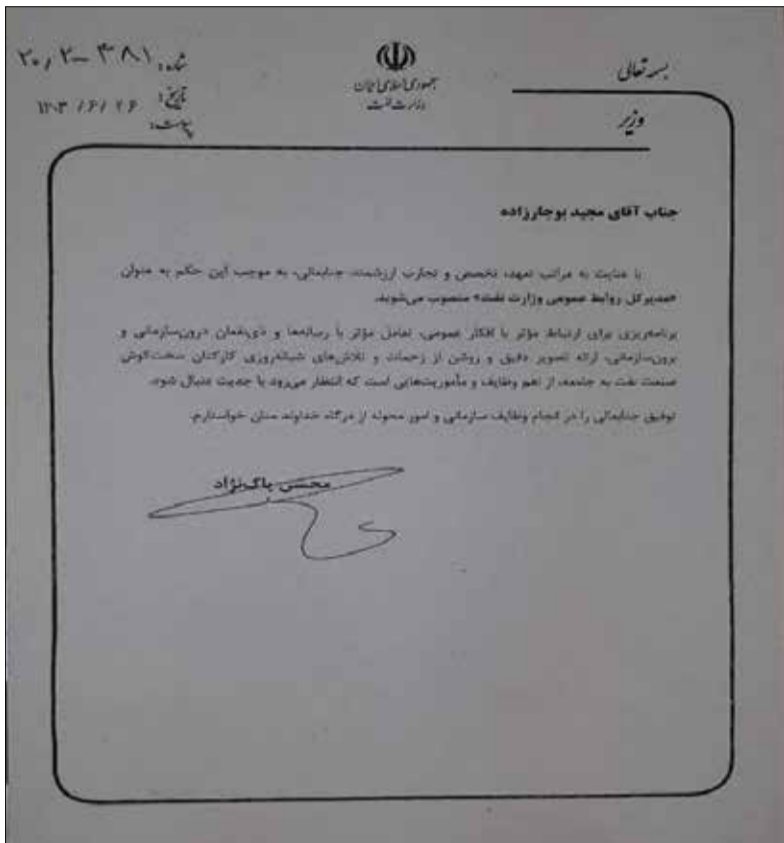 بسمه تعالی
جمهوری اسلامی ایران
وزارت نفت
وزیر
شماره: ۲۰٫۲-۳۸۱
تاریخ: ۱۴۰۳/۶/۲۶
پیوست:
جناب آقای مجید بوجارزاده
با عنایت به مراتب تعهد، تخصص و تجارب ارزشمند جنابعالی، به موجب این حکم به عنوان
«مدیرکل روابط عمومی وزارت نفت» منصوب می‌شوید.
برنامه‌ریزی برای ارتباط مؤثر با افکار عمومی، تعامل مؤثر با رسانه‌ها و ذی‌نفعان درون‌سازمانی و
برون‌سازمانی، ارائه تصویر دقیق و روشن از زحمات و تلاش‌های شبانه‌روزی کارکنان سخت‌کوش
صنعت نفت به جامعه، از اهم وظایف و مأموریت‌هایی است که انتظار می‌رود با جدیت دنبال شود.
توفیق جنابعالی را در انجام وظایف سازمانی و امور محوله از درگاه خداوند منان خواستارم.
محسن پاک‌نژاد